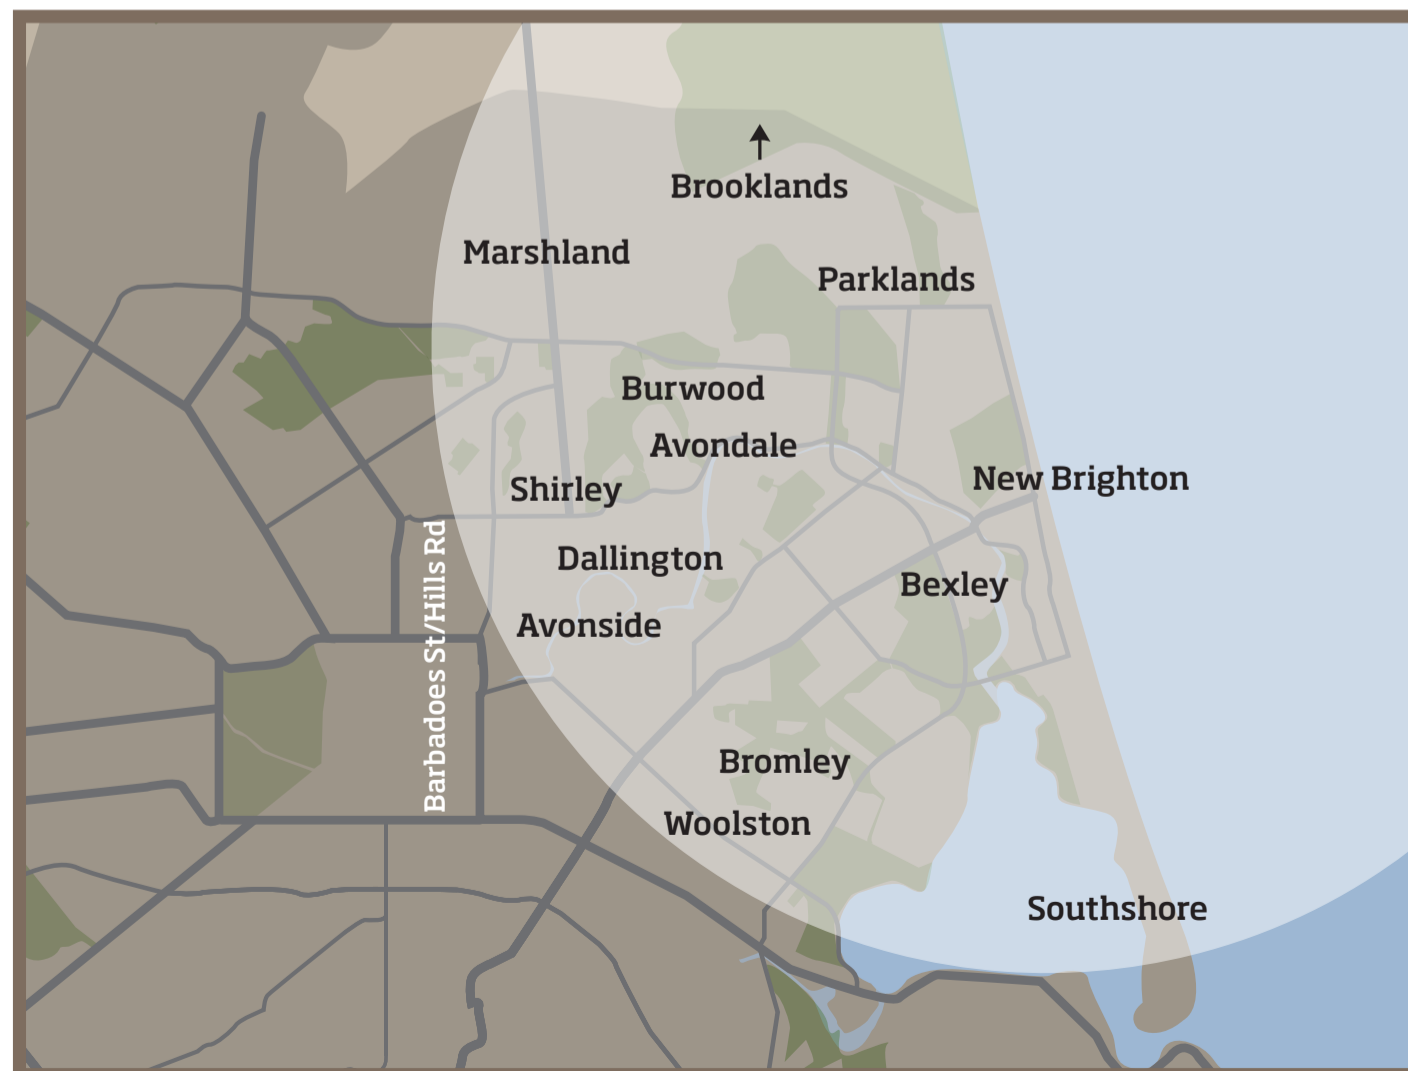 Brooklands
Marshland
Parklands
Burwood
Avondale
New Brighton
Shirley
Dallington
Bexley
Avonside
Barbadoes St/Hills Rd
Bromley
Woolston
Southshore